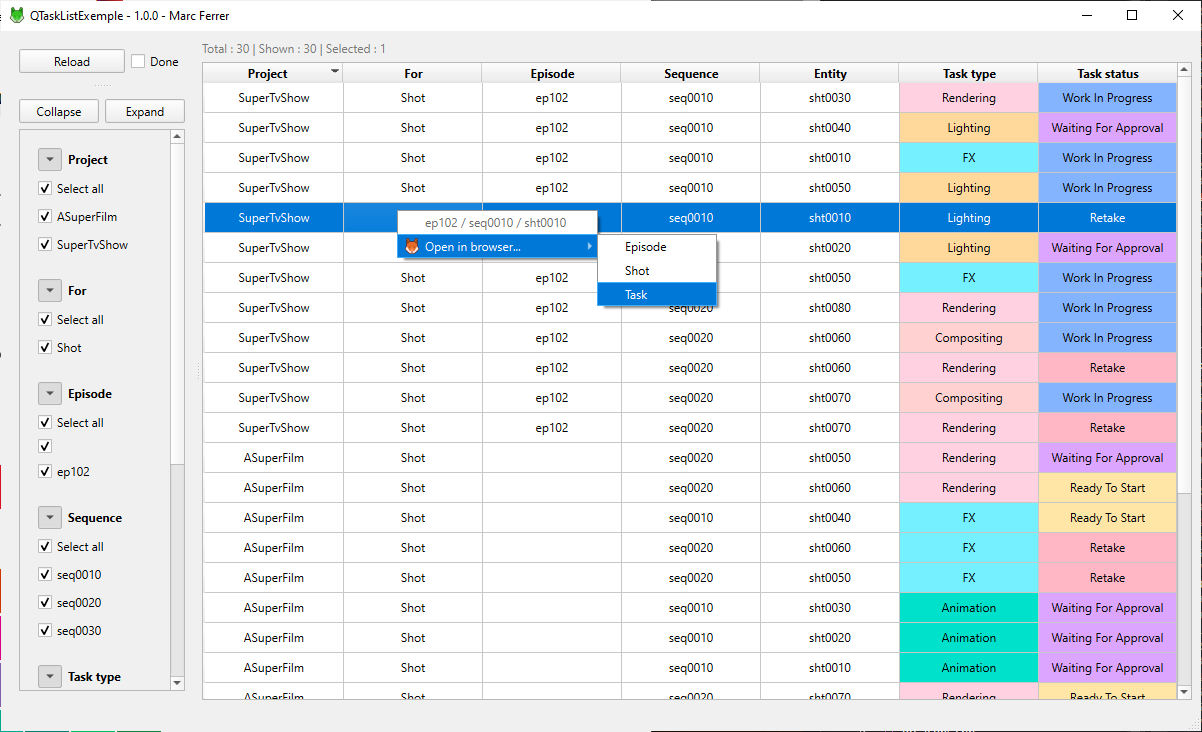 QTaskListExemple - 1.0.0 - Marc Ferrer
Reload
Done
Collapse Expand
Project
Select all
ASuperFilm
SuperTvShow
For
Select all
Shot
Episode
Select all
ep102
Sequence
Select all
seq0010
seq0020
seq0030
Task type
Total : 30 | Shown : 30 | Selected : 1
Project For Episode Sequence Entity Task type Task status
SuperTvShow Shot ep102 seq0010 sht0030 Rendering Work In Progress
SuperTvShow Shot ep102 seq0010 sht0040 Lighting Waiting For Approval
SuperTvShow Shot ep102 seq0010 sht0010 FX Work In Progress
SuperTvShow Shot ep102 seq0010 sht0050 Lighting Work In Progress
SuperTvShow seq0010 sht0010 Lighting Retake
ep102 / seq0010 / sht0010
Open in browser...
Episode
Shot
Task
SuperTvShow sht0020 Lighting Waiting For Approval
SuperTvShow Shot ep102 sht0050 FX Work In Progress
SuperTvShow Shot ep102 seq0020 sht0080 Rendering Work In Progress
SuperTvShow Shot ep102 seq0020 sht0060 Compositing Work In Progress
SuperTvShow Shot ep102 seq0020 sht0060 Rendering Retake
SuperTvShow Shot ep102 seq0020 sht0070 Compositing Work In Progress
SuperTvShow Shot ep102 seq0020 sht0070 Rendering Retake
ASuperFilm Shot seq0020 sht0050 Rendering Waiting For Approval
ASuperFilm Shot seq0020 sht0060 Rendering Ready To Start
ASuperFilm Shot seq0010 sht0040 FX Ready To Start
ASuperFilm Shot seq0020 sht0060 FX Retake
ASuperFilm Shot seq0020 sht0050 FX Retake
ASuperFilm Shot seq0010 sht0030 Animation Waiting For Approval
ASuperFilm Shot seq0010 sht0020 Animation Waiting For Approval
ASuperFilm Shot seq0010 sht0010 Animation Waiting For Approval
ASuperFilm Shot seq0020 sht0070 Rendering Ready To Start